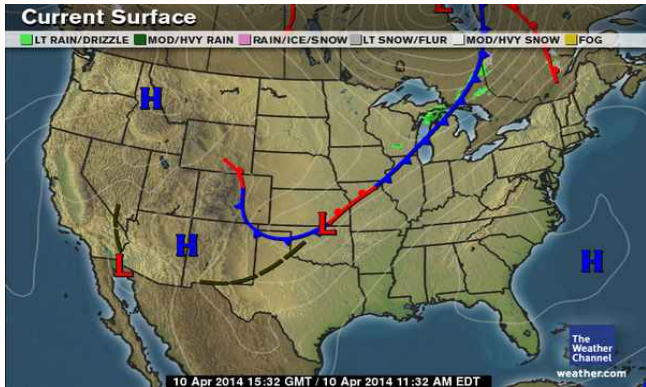 Current Surface
LT RAIN/DRIZZLE MOD/HVY RAIN RAIN/ICE/SNOW LT SNOW/FLUR MOD/HVY SNOW FOG
L
H
L
H
L
H
The
Weather
Channel
weather.com
10 Apr 2014 15:32 GMT / 10 Apr 2014 11:32 AM EDT